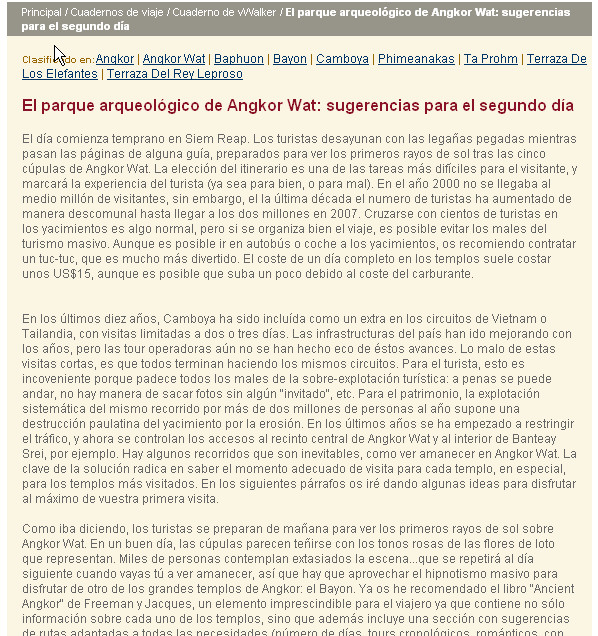 Principal / Cuadernos de viaje / Cuaderno de VWalker / El parque arqueológico de Angkor Wat: sugerencias
para el segundo día
Clasificado en: Angkor | Angkor Wat | Baphuon | Bayon | Camboya | Phimeanakas | Ta Prohm | Terraza De
Los Elefantes | Terraza Del Rey Leproso
El parque arqueológico de Angkor Wat: sugerencias para el segundo día
El día comienza temprano en Siem Reap. Los turistas desayunan con las legañas pegadas mientras
pasan las páginas de alguna guía, preparados para ver los primeros rayos de sol tras las cinco
cúpulas de Angkor Wat. La elección del itinerario es una de las tareas más difíciles para el visitante, y
marcará la experiencia del turista (ya sea para bien, o para mal). En el año 2000 no se llegaba al
medio millón de visitantes, sin embargo, el la última década el numero de turistas ha aumentado de
manera descomunal hasta llegar a los dos millones en 2007. Cruzarse con cientos de turistas en
los yacimientos es algo normal, pero si se organiza bien el viaje, es posible evitar los males del
turismo masivo. Aunque es posible ir en autobús o coche a los yacimientos, os recomiendo contratar
un tuc-tuc, que es mucho más divertido. El coste de un día completo en los templos suele costar
unos US$15, aunque es posible que suba un poco debido al coste del carburante.
En los últimos diez años, Camboya ha sido incluída como un extra en los circuitos de Vietnam o
Tailandia, con visitas limitadas a dos o tres días. Las infraestructuras del país han ido mejorando con
los años, pero las tour operadoras aún no se han hecho eco de éstos avances. Lo malo de estas
visitas cortas, es que todos terminan haciendo los mismos circuitos. Para el turista, esto es
incoveniente porque padece todos los males de la sobre-explotación turística: a penas se puede
andar, no hay manera de sacar fotos sin algún "invitado", etc. Para el patrimonio, la explotación
sistemática del mismo recorrido por más de dos millones de personas al año supone una
destrucción paulatina del yacimiento por la erosión. En los últimos años se ha empezado a restringir
el tráfico, y ahora se controlan los accesos al recinto central de Angkor Wat y al interior de Banteay
Srei, por ejemplo. Hay algunos recorridos que son inevitables, como ver amanecer en Angkor Wat. La
clave de la solución radica en saber el momento adecuado de visita para cada templo, en especial,
para los templos más visitados. En los siguientes párrafos os iré dando algunas ideas para disfrutar
al máximo de vuestra primera visita.
Como iba diciendo, los turistas se preparan de mañana para ver los primeros rayos de sol sobre
Angkor Wat. En un buen día, las cúpulas parecen teñirse con los tonos rosas de las flores de loto
que representan. Miles de personas contemplan extasiados la escena...que se repetirá al día
siguiente cuando vayas tú a ver amanecer, así que hay que aprovechar el hipnotismo masivo para
disfrutar de otro de los grandes templos de Angkor: el Bayon. Ya os he recomendado el libro "Ancient
Angkor" de Freeman y Jacques, un elemento imprescindible para el viajero ya que contiene no sólo
información sobre cada uno de los templos, sino que además incluye una sección con sugerencias
de rutas adaptadas a todas las necesidades (número de días, tours cronológicos, románticos, con